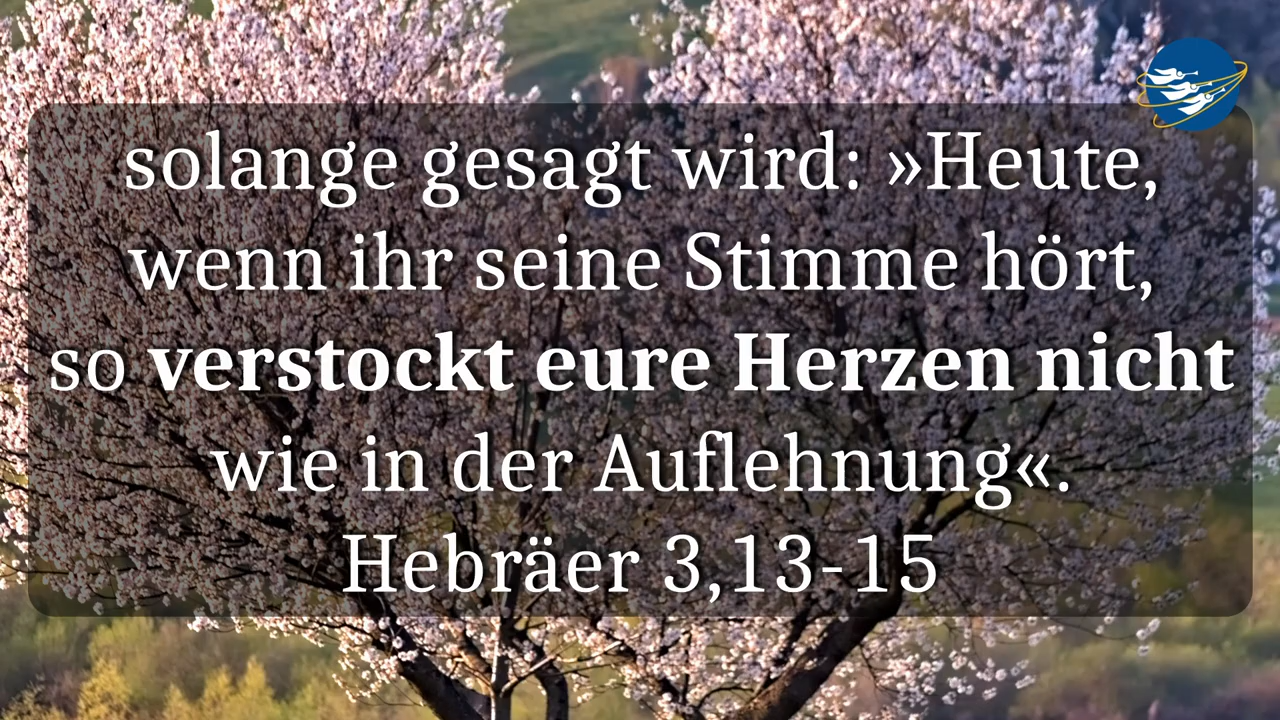 solange gesagt wird: »Heute,
wenn ihr seine Stimme hört,
so verstockt eure Herzen nicht
wie in der Auflehnung«.
Hebräer 3,13-15